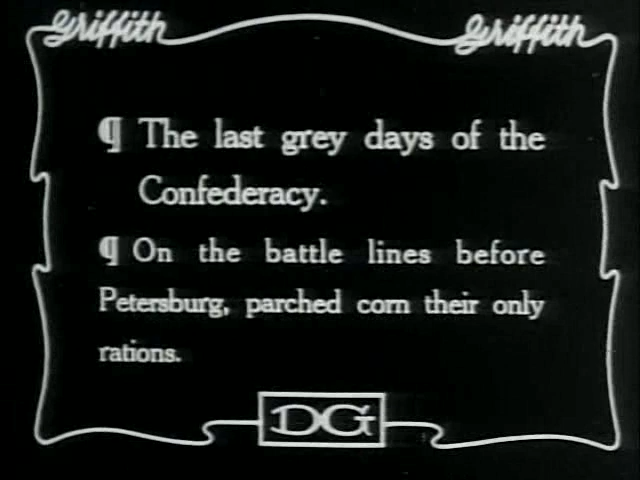 Griffith Griffith
¶ The last grey days of the
Confederacy.
¶ On the battle lines before
Petersburg, parched corn their only
rations.
DG